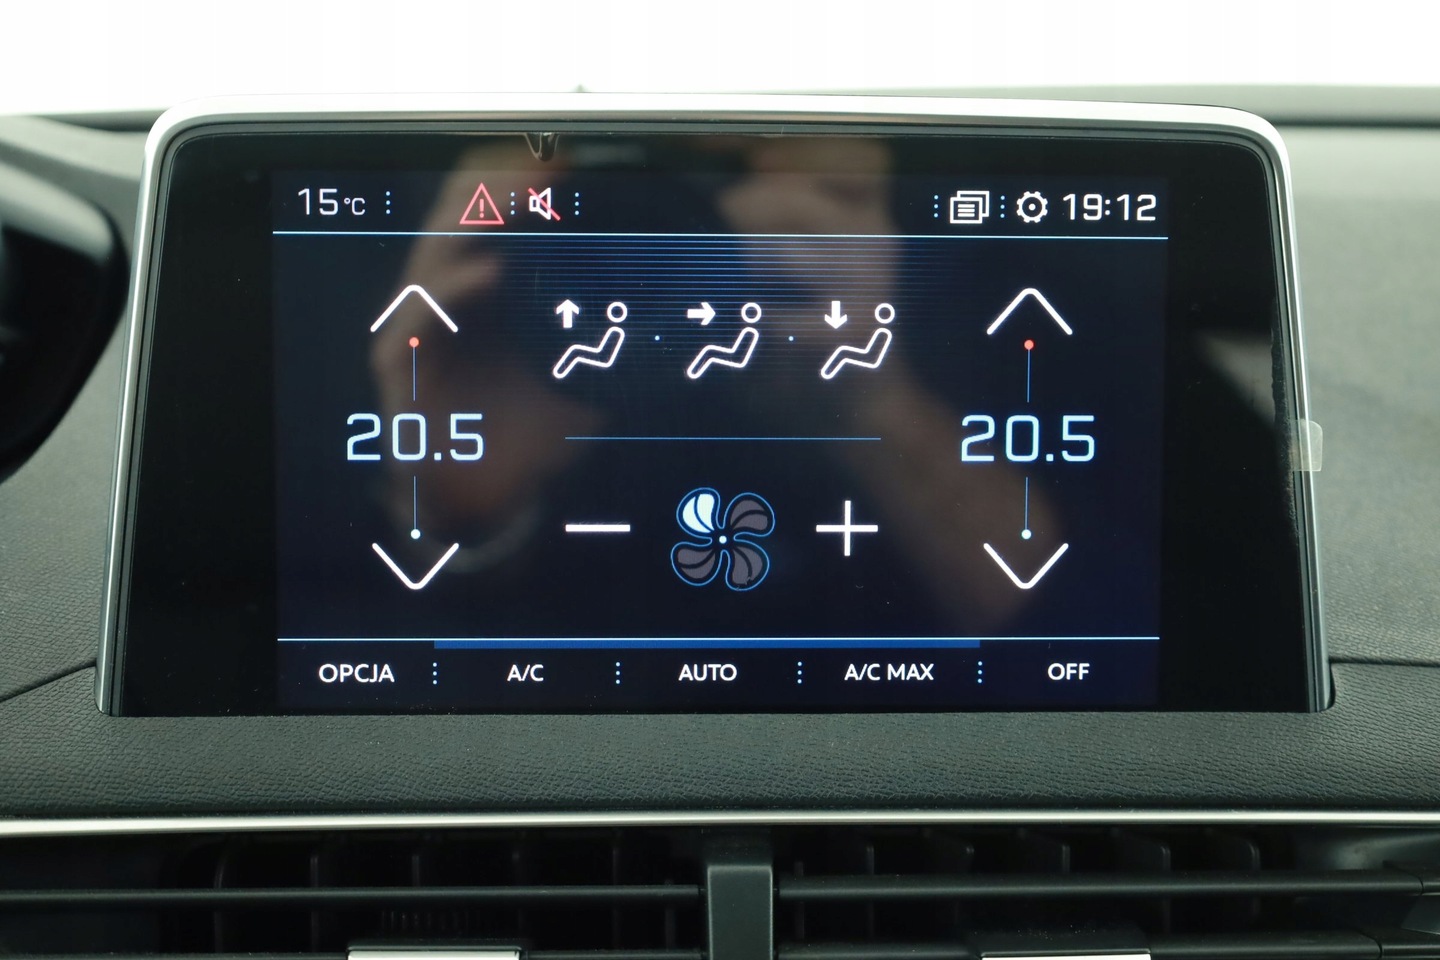 15°C 19:12
20.5 20.5
OPCJA A/C AUTO A/C MAX OFF